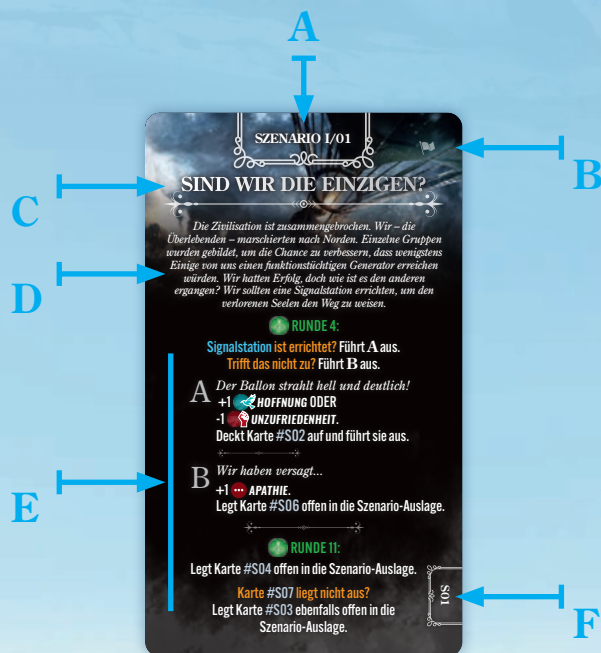 A
SZENARIO I/01
B
SIND WIR DIE EINZIGEN?
C
Die Zivilisation ist zusammengebrochen. Wir – die
Überlebenden – marschierten nach Norden. Einzelne Gruppen
wurden gebildet, um die Chance zu verbessern, dass wenigstens
Einige von uns einen funktionstüchtigen Generator erreichen
würden. Wir hatten Erfolg, doch wie ist es den anderen
ergangen? Wir sollten eine Signalstation errichten, um den
verlorenen Seelen den Weg zu weisen.
D
RUNDE 4:
Signalstation ist errichtet? Führt A aus.
Trifft das nicht zu? Führt B aus.
A Der Ballon strahlt hell und deutlich!
+1 HOFFNUNG ODER
-1 UNZUFRIEDENHEIT.
Deckt Karte #S02 auf und führt sie aus.
B Wir haben versagt...
+1 APATHIE.
Legt Karte #S06 offen in die Szenario-Auslage.
E
RUNDE 11:
Legt Karte #S04 offen in die Szenario-Auslage.
Karte #S07 liegt nicht aus?
Legt Karte #S03 ebenfalls offen in die
Szenario-Auslage.
S01
F